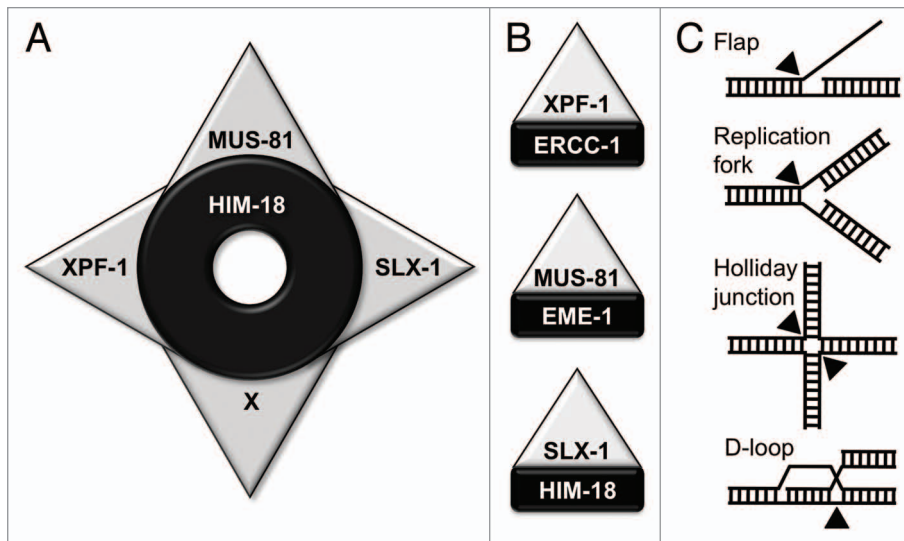 A
MUS-81
HIM-18
XPF-1
SLX-1
X
B
XPF-1
ERCC-1
MUS-81
EME-1
SLX-1
HIM-18
C
Flap
Replication
fork
Holliday
junction
D-loop